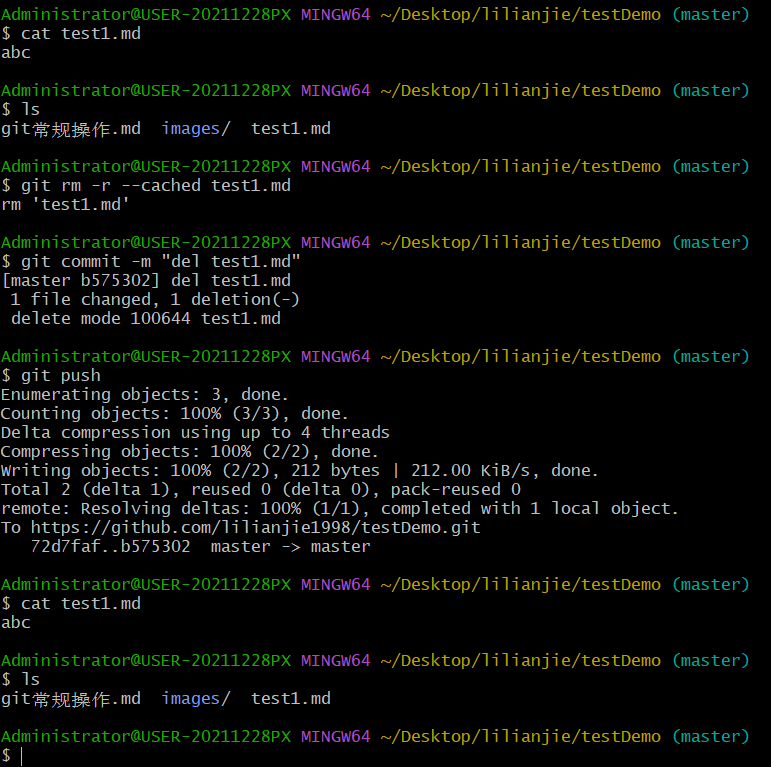 Administrator@USER-20211228PX MINGW64 ~/Desktop/lilianjie/testDemo (master)
$ cat test1.md
abc
Administrator@USER-20211228PX MINGW64 ~/Desktop/lilianjie/testDemo (master)
$ ls
git常规操作.md  images/  test1.md
Administrator@USER-20211228PX MINGW64 ~/Desktop/lilianjie/testDemo (master)
$ git rm -r --cached test1.md
rm 'test1.md'
Administrator@USER-20211228PX MINGW64 ~/Desktop/lilianjie/testDemo (master)
$ git commit -m "del test1.md"
[master b575302] del test1.md
 1 file changed, 1 deletion(-)
 delete mode 100644 test1.md
Administrator@USER-20211228PX MINGW64 ~/Desktop/lilianjie/testDemo (master)
$ git push
Enumerating objects: 3, done.
Counting objects: 100% (3/3), done.
Delta compression using up to 4 threads
Compressing objects: 100% (2/2), done.
Writing objects: 100% (2/2), 212 bytes | 212.00 KiB/s, done.
Total 2 (delta 1), reused 0 (delta 0), pack-reused 0
remote: Resolving deltas: 100% (1/1), completed with 1 local object.
To https://github.com/lilianjie1998/testDemo.git
   72d7faf..b575302  master -> master
Administrator@USER-20211228PX MINGW64 ~/Desktop/lilianjie/testDemo (master)
$ cat test1.md
abc
Administrator@USER-20211228PX MINGW64 ~/Desktop/lilianjie/testDemo (master)
$ ls
git常规操作.md  images/  test1.md
Administrator@USER-20211228PX MINGW64 ~/Desktop/lilianjie/testDemo (master)
$